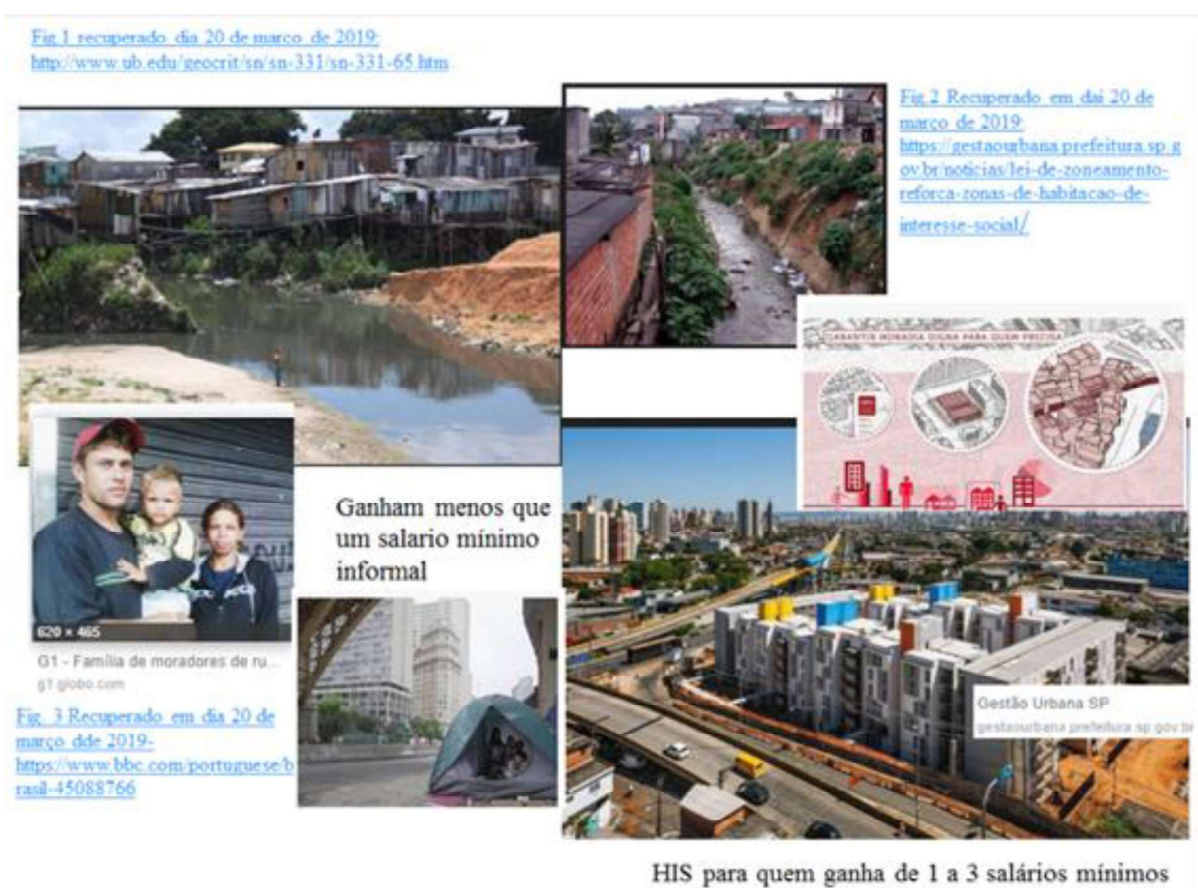 Fig.1 recuperado dia 20 de março de 2019:
http://www.ub.edu/geocrit/sn/sn-331/sn-331-65.htm
Fig.2 Recuperado em dai 20 de
março de 2019:
https://gestaourbana.prefeitura.sp.g
ov.br/noticias/lei-de-zoneamento-
reforca-zonas-de-habitacao-de-
interesse-social/
GARANTIR MORADIA DIGNA PARA QUEM PRECISA
Ganham menos que
um salario mínimo
informal
620 × 465
G1 - Família de moradores de ru...
g1.globo.com
Fig. 3 Recuperado em dia 20 de
março dde 2019-
https://www.bbc.com/portuguese/b
rasil-45088766
Gestão Urbana SP
gestaourbana.prefeitura.sp.gov.br
HIS para quem ganha de 1 a 3 salários mínimos